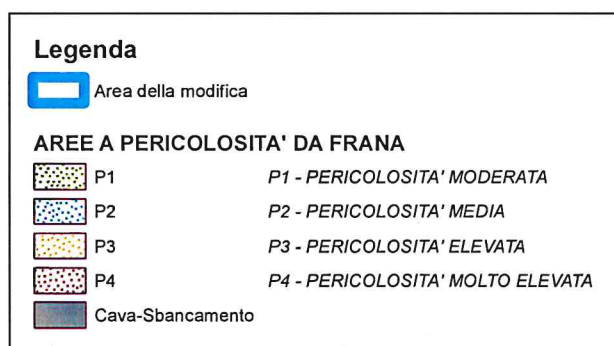 Legenda
Area della modifica
AREE A PERICOLOSITA' DA FRANA
P1 P1 - PERICOLOSITA' MODERATA
P2 P2 - PERICOLOSITA' MEDIA
P3 P3 - PERICOLOSITA' ELEVATA
P4 P4 - PERICOLOSITA' MOLTO ELEVATA
Cava-Sbancamento